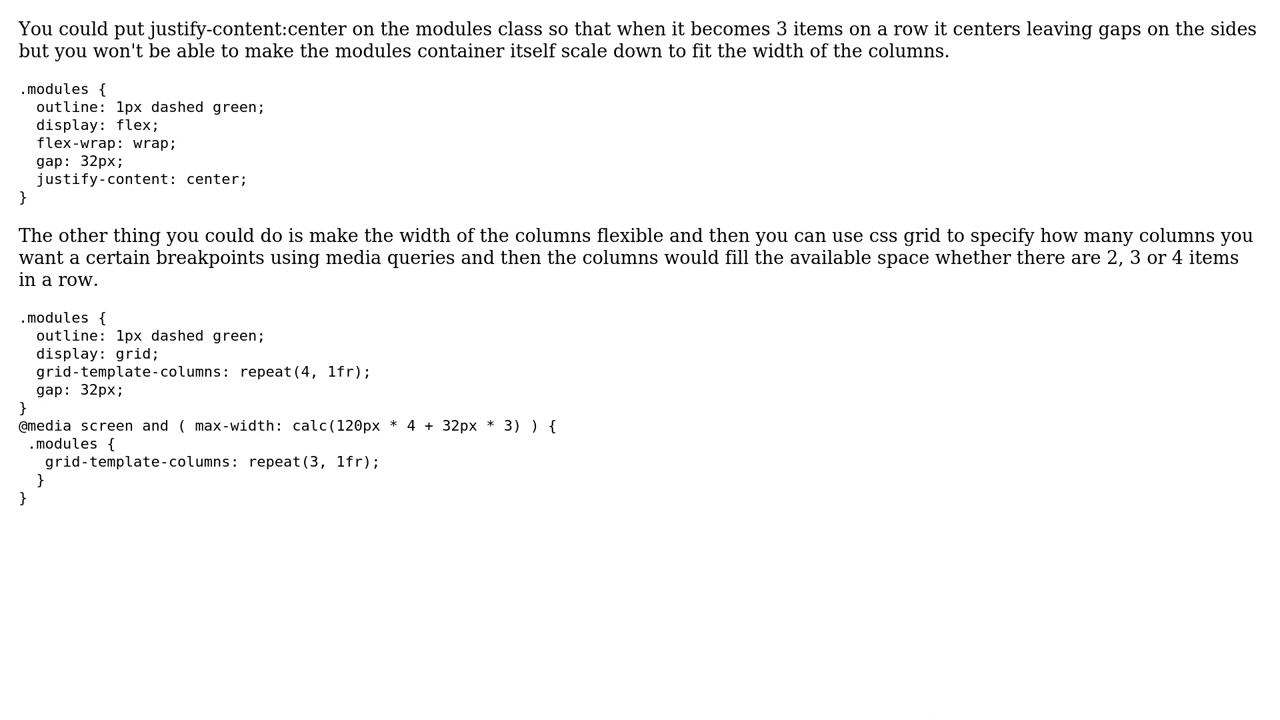 You could put justify-content:center on the modules class so that when it becomes 3 items on a row it centers leaving gaps on the sides
but you won't be able to make the modules container itself scale down to fit the width of the columns.
.modules {
  outline: 1px dashed green;
  display: flex;
  flex-wrap: wrap;
  gap: 32px;
  justify-content: center;
}
The other thing you could do is make the width of the columns flexible and then you can use css grid to specify how many columns you
want a certain breakpoints using media queries and then the columns would fill the available space whether there are 2, 3 or 4 items
in a row.
.modules {
  outline: 1px dashed green;
  display: grid;
  grid-template-columns: repeat(4, 1fr);
  gap: 32px;
}
@media screen and ( max-width: calc(120px * 4 + 32px * 3) ) {
 .modules {
   grid-template-columns: repeat(3, 1fr);
  }
}